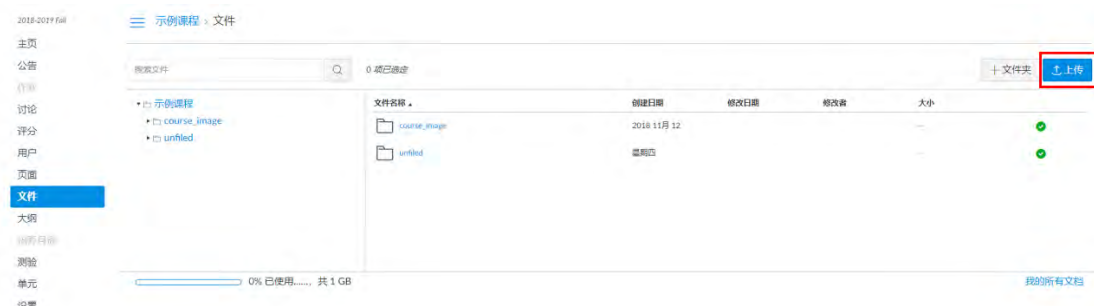 2018-2019 Fall
示例课程 › 文件
主页
公告
作业
讨论
评分
用户
页面
文件
大纲
测验
单元
设置
搜索文件
0 项已选定
+ 文件夹
上传
示例课程
course_image
unfiled
文件名称 创建日期 修改日期 修改者 大小
course_image 2018 11月 12 —
unfiled 星期四 —
0% 已使用......，共 1 GB
我的所有文档